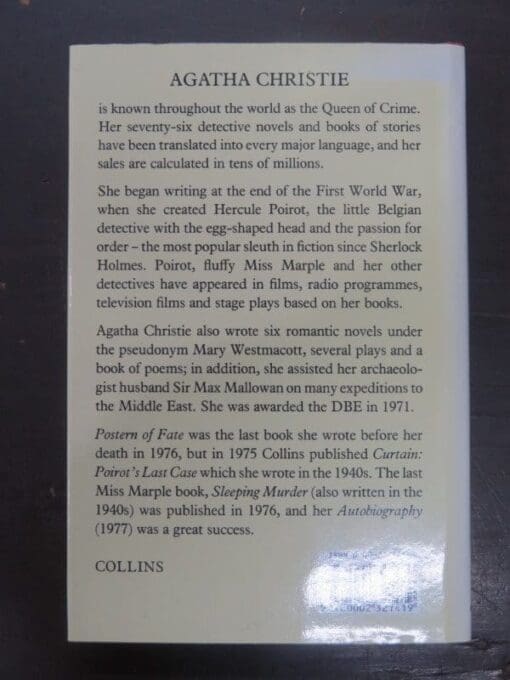 AGATHA CHRISTIE
is known throughout the world as the Queen of Crime.
Her seventy-six detective novels and books of stories
have been translated into every major language, and her
sales are calculated in tens of millions.
She began writing at the end of the First World War,
when she created Hercule Poirot, the little Belgian
detective with the egg-shaped head and the passion for
order – the most popular sleuth in fiction since Sherlock
Holmes. Poirot, fluffy Miss Marple and her other
detectives have appeared in films, radio programmes,
television films and stage plays based on her books.
Agatha Christie also wrote six romantic novels under
the pseudonym Mary Westmacott, several plays and a
book of poems; in addition, she assisted her archaeolo-
gist husband Sir Max Mallowan on many expeditions to
the Middle East. She was awarded the DBE in 1971.
Postern of Fate was the last book she wrote before her
death in 1976, but in 1975 Collins published Curtain:
Poirot's Last Case which she wrote in the 1940s. The last
Miss Marple book, Sleeping Murder (also written in the
1940s) was published in 1976, and her Autobiography
(1977) was a great success.
COLLINS
ISBN